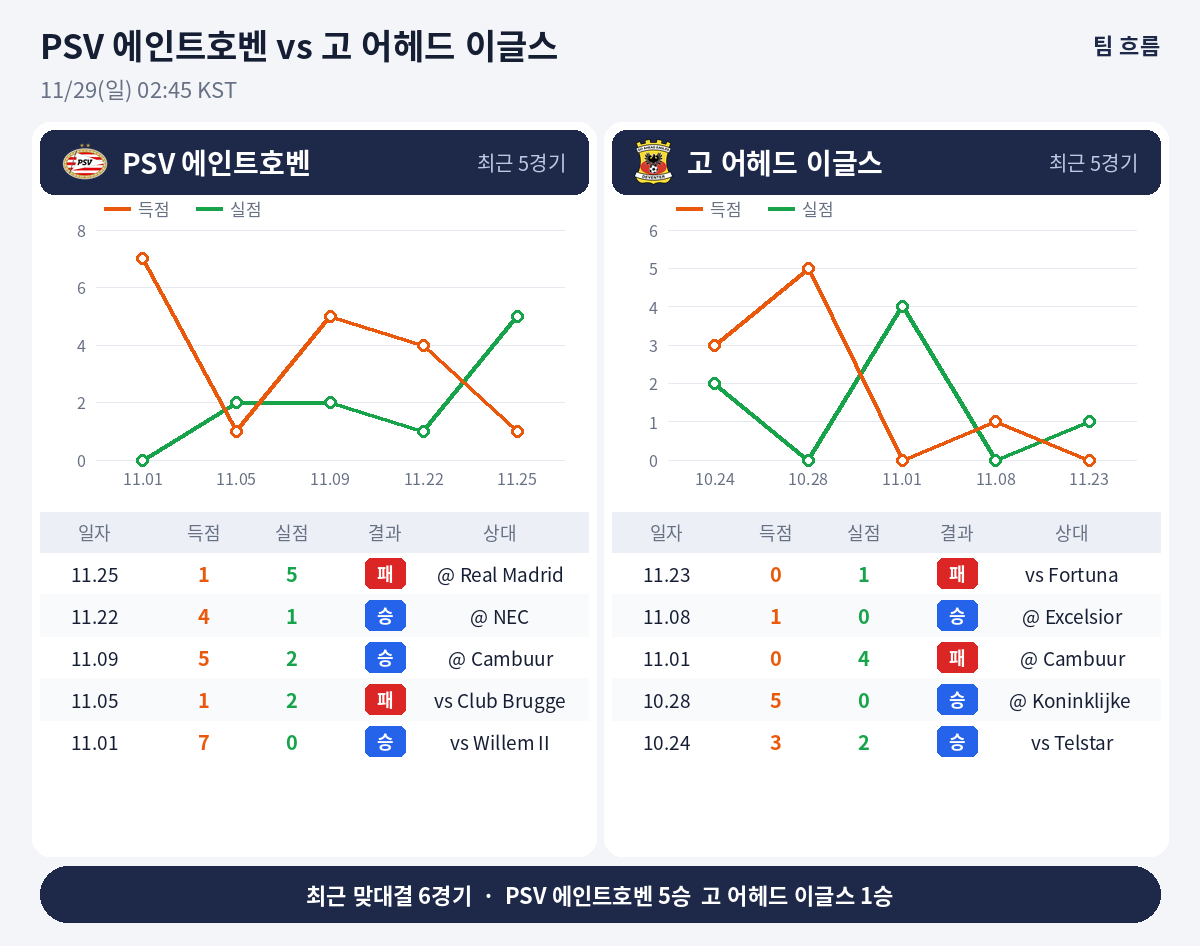 PSV 에인트호벤 vs 고 어헤드 이글스
팀 흐름
11/29(일) 02:45 KST
PSV
PSV 에인트호벤
최근 5경기
득점 실점
8
6
4
2
0
11.01 11.05 11.09 11.22 11.25
일자 득점 실점 결과 상대
11.25 1 5 패 @ Real Madrid
11.22 4 1 승 @ NEC
11.09 5 2 승 @ Cambuur
11.05 1 2 패 vs Club Brugge
11.01 7 0 승 vs Willem II
고 어헤드 이글스
최근 5경기
득점 실점
6
5
4
3
2
1
0
10.24 10.28 11.01 11.08 11.23
일자 득점 실점 결과 상대
11.23 0 1 패 vs Fortuna
11.08 1 0 승 @ Excelsior
11.01 0 4 패 @ Cambuur
10.28 5 0 승 @ Koninklijke
10.24 3 2 승 vs Telstar
최근 맞대결 6경기 · PSV 에인트호벤 5승 고 어헤드 이글스 1승